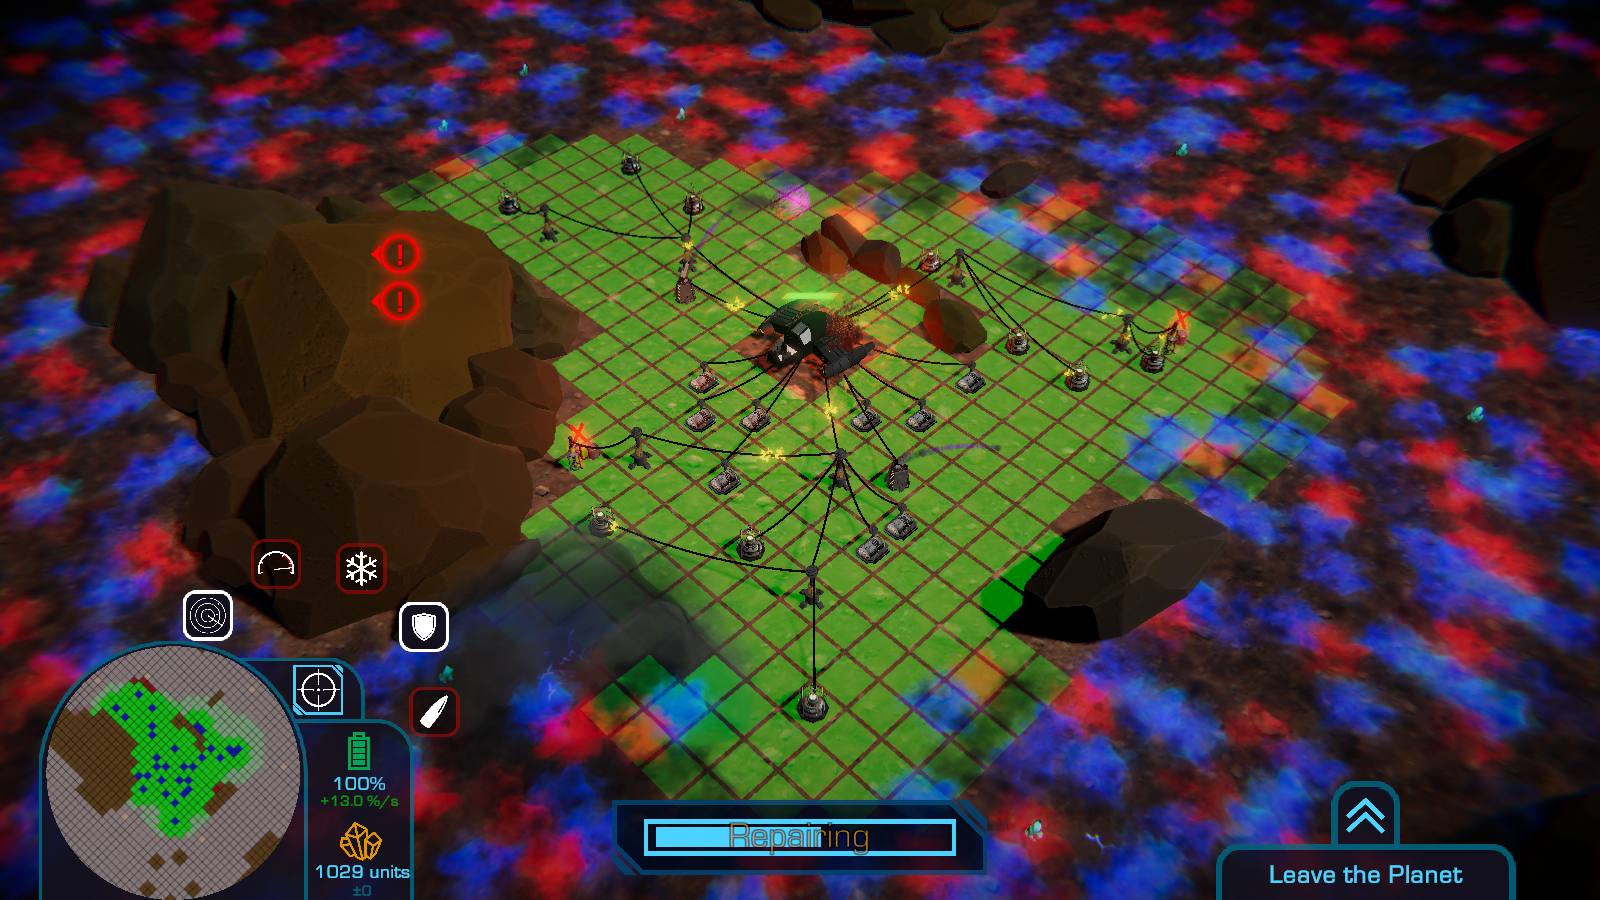 100%
+13.0 %/s
1029 units
±0
Repairing
Leave the Planet